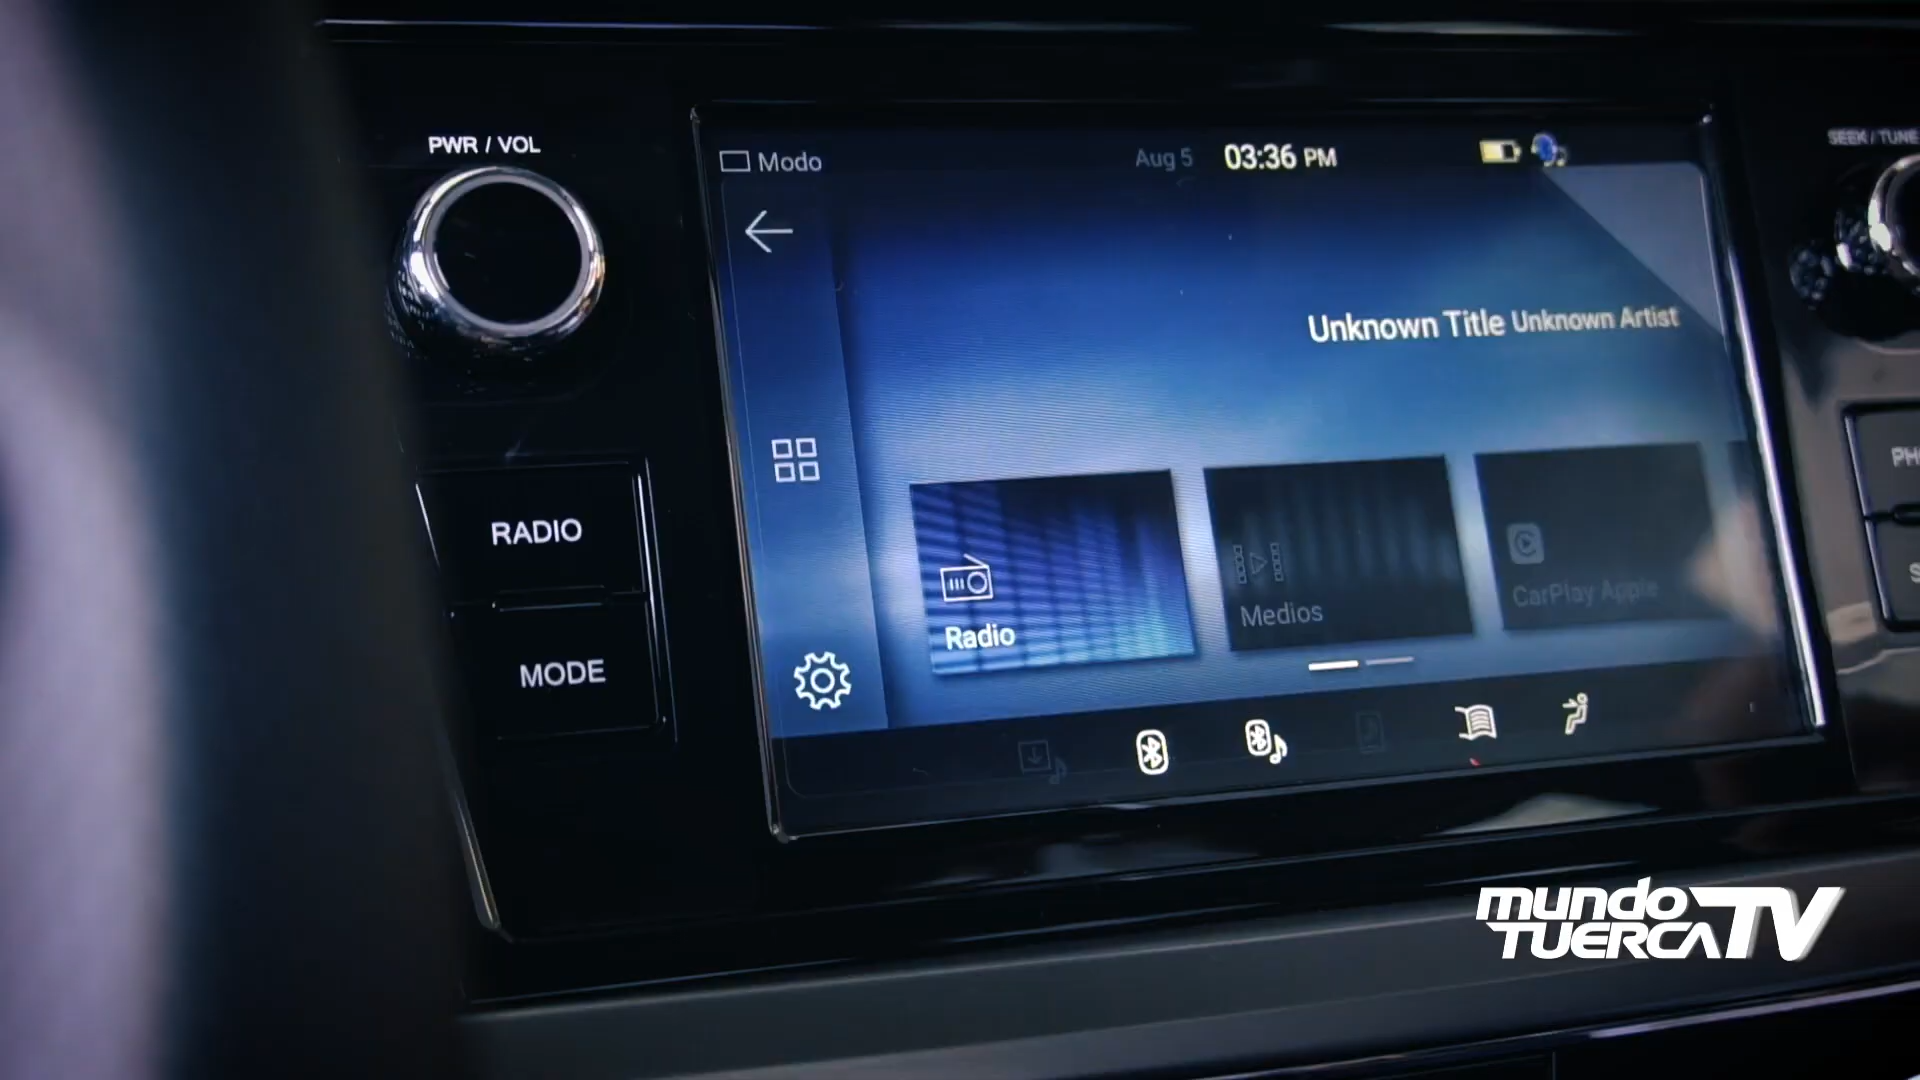 PWR / VOL
SEEK / TUNE
Modo
Aug 5
03:36 PM
Unknown Title Unknown Artist
RADIO
MODE
Radio
Medios
CarPlay Apple
mundo
TUERCA TV